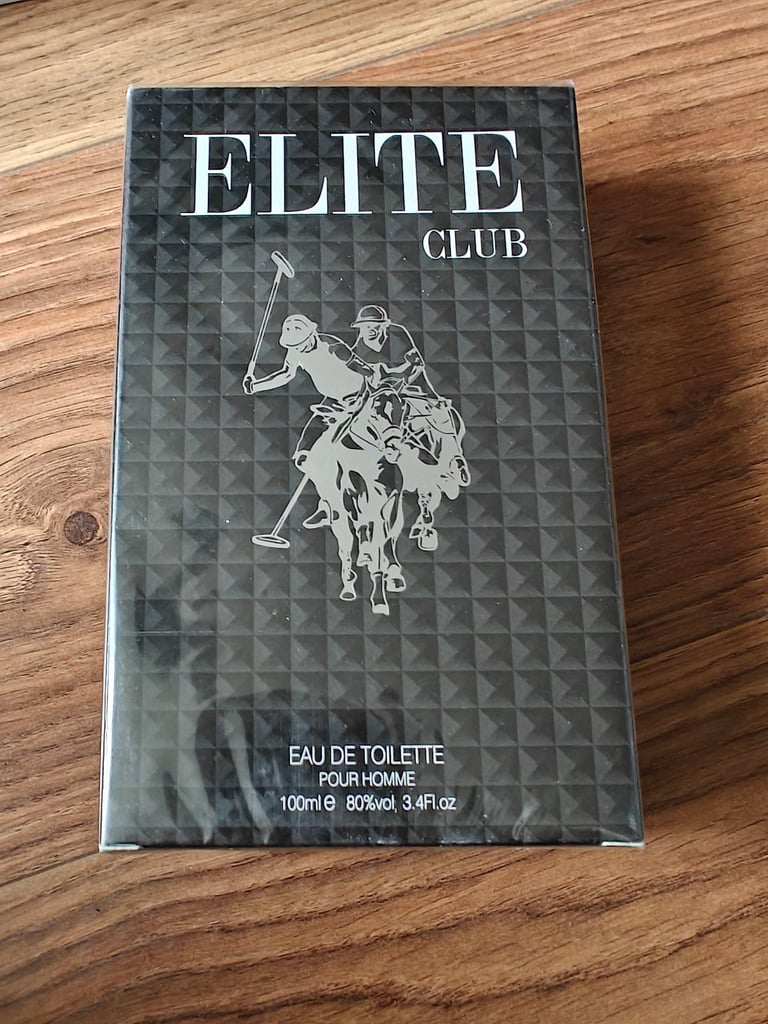 ELITE
CLUB
EAU DE TOILETTE
POUR HOMME
100ml e 80%vol, 3.4Fl.oz